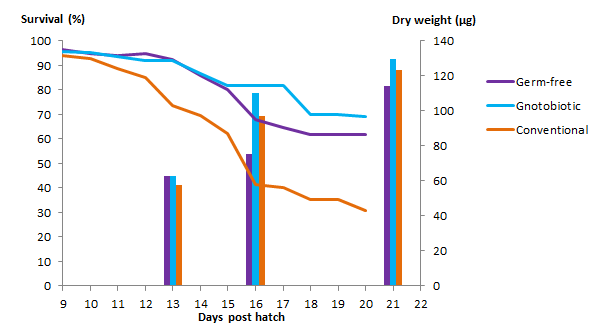 Survival (%) Dry weight (µg)
100 140
90 120
80 100
70 80
60 60
50 40
40 20
30 0
20
10
0
Germ-free
Gnotobiotic
Conventional
9 10 11 12 13 14 15 16 17 18 19 20 21 22
Days post hatch